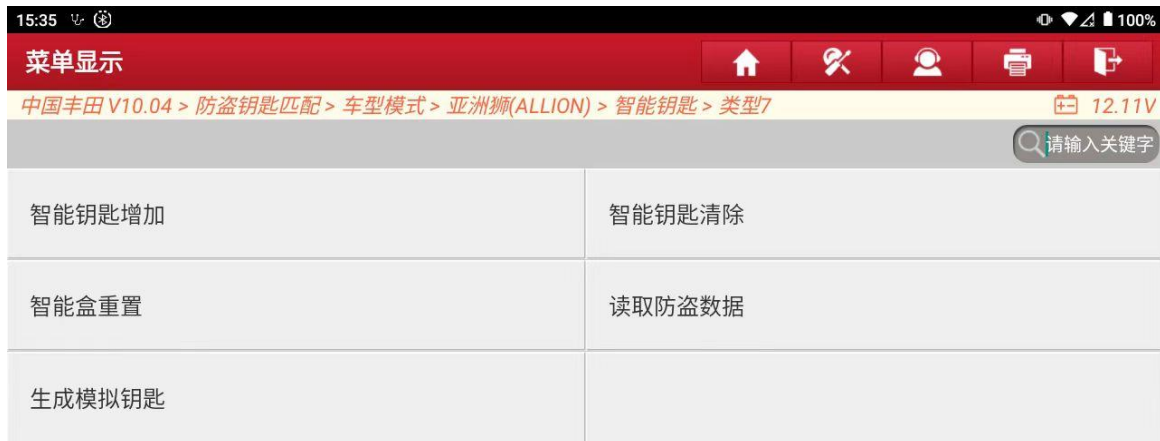 15:35 100%
菜单显示
中国丰田 V10.04 > 防盗钥匙匹配 > 车型模式 > 亚洲狮(ALLION) > 智能钥匙 > 类型7 12.11V
请输入关键字
智能钥匙增加 智能钥匙清除
智能盒重置 读取防盗数据
生成模拟钥匙